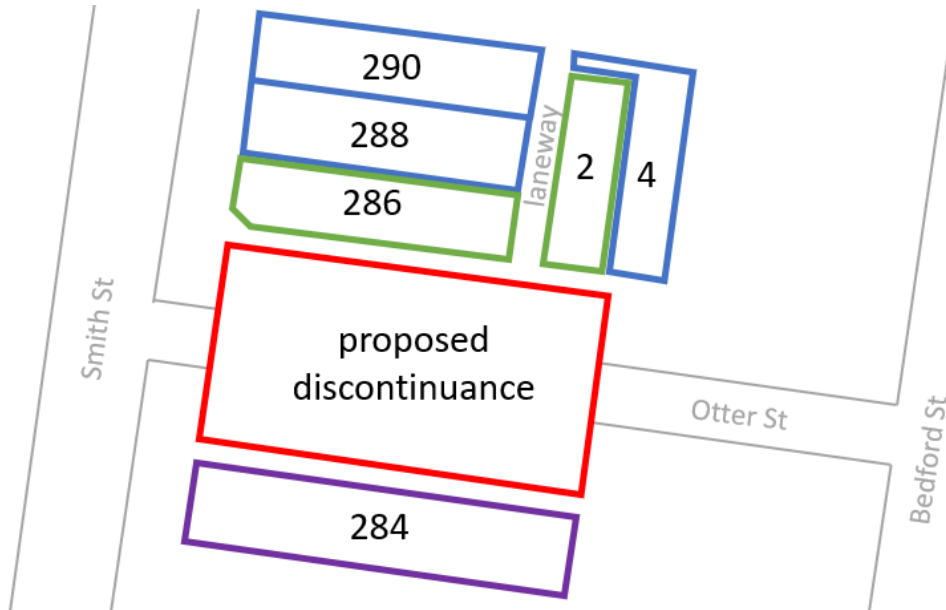 290
288
laneway
2
4
286
Smith St
proposed
discontinuance
Otter St
Bedford St
284